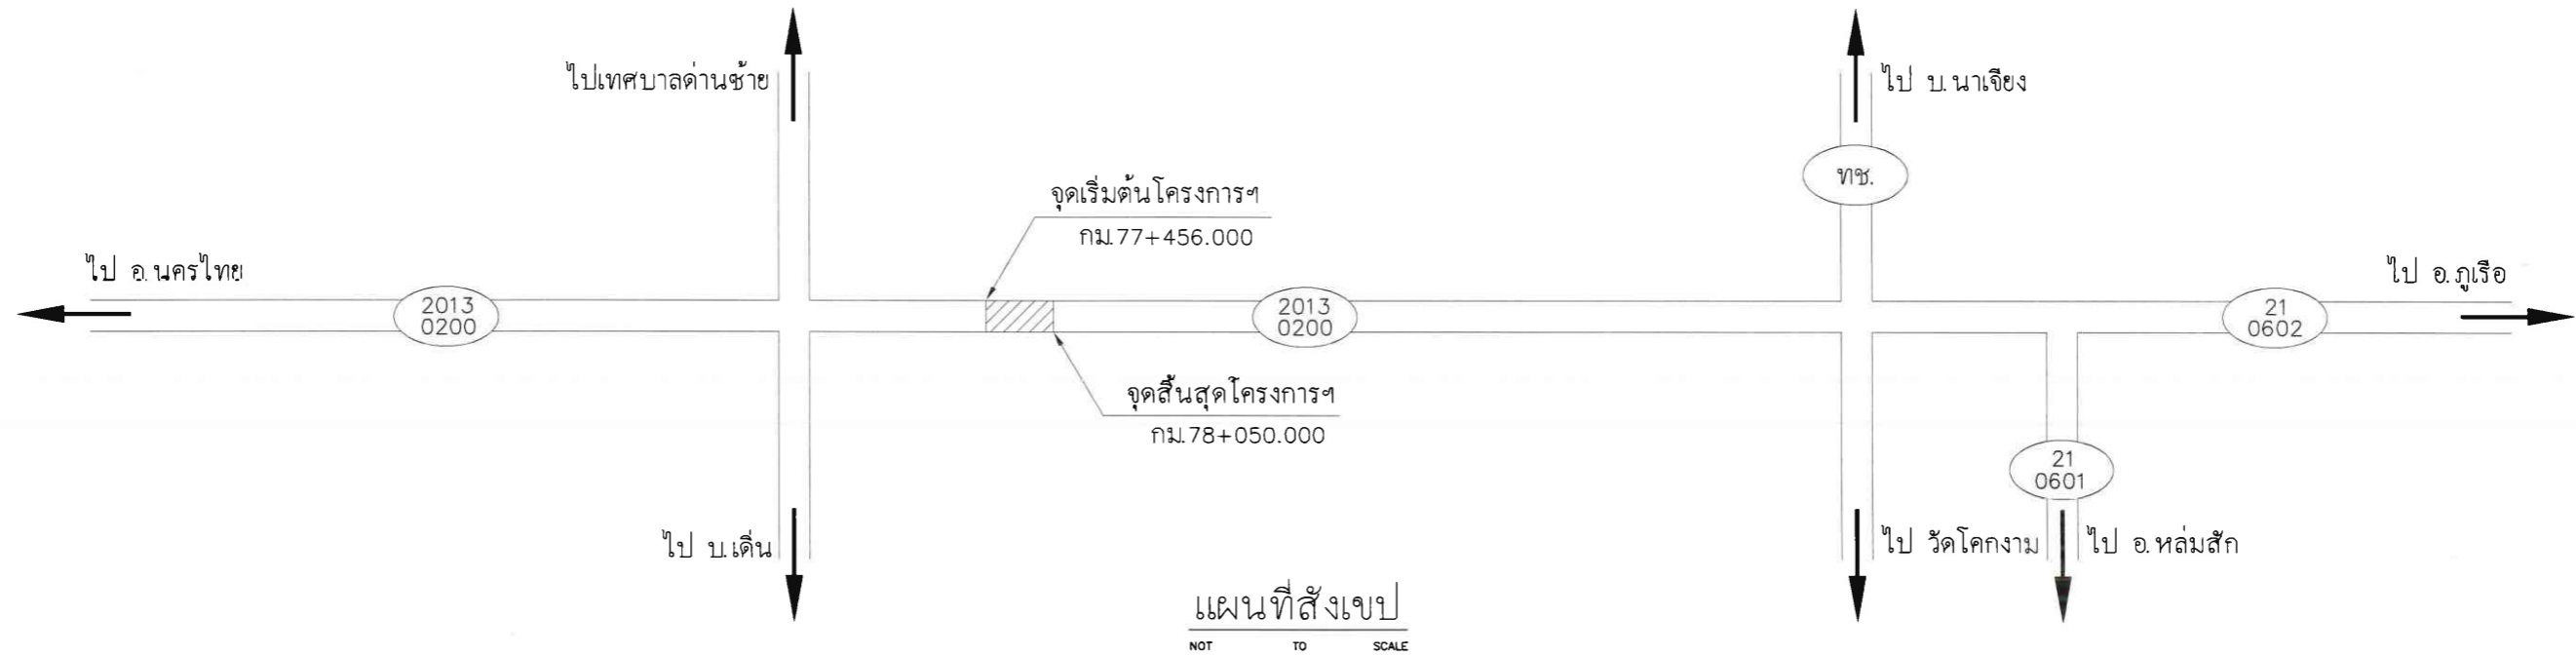 ไปเทศบาลด่านซ้าย
ไป บ.นาเจียง
ทช.
จุดเริ่มต้นโครงการฯ
กม.77+456.000
ไป อ.นครไทย
ไป อ.ภูเรือ
2013
0200
2013
0200
21
0602
จุดสิ้นสุดโครงการฯ
กม.78+050.000
21
0601
ไป บ.เดิ่น
ไป วัดโคกงาม
ไป อ.หล่มสัก
แผนที่สังเขป
NOT TO SCALE